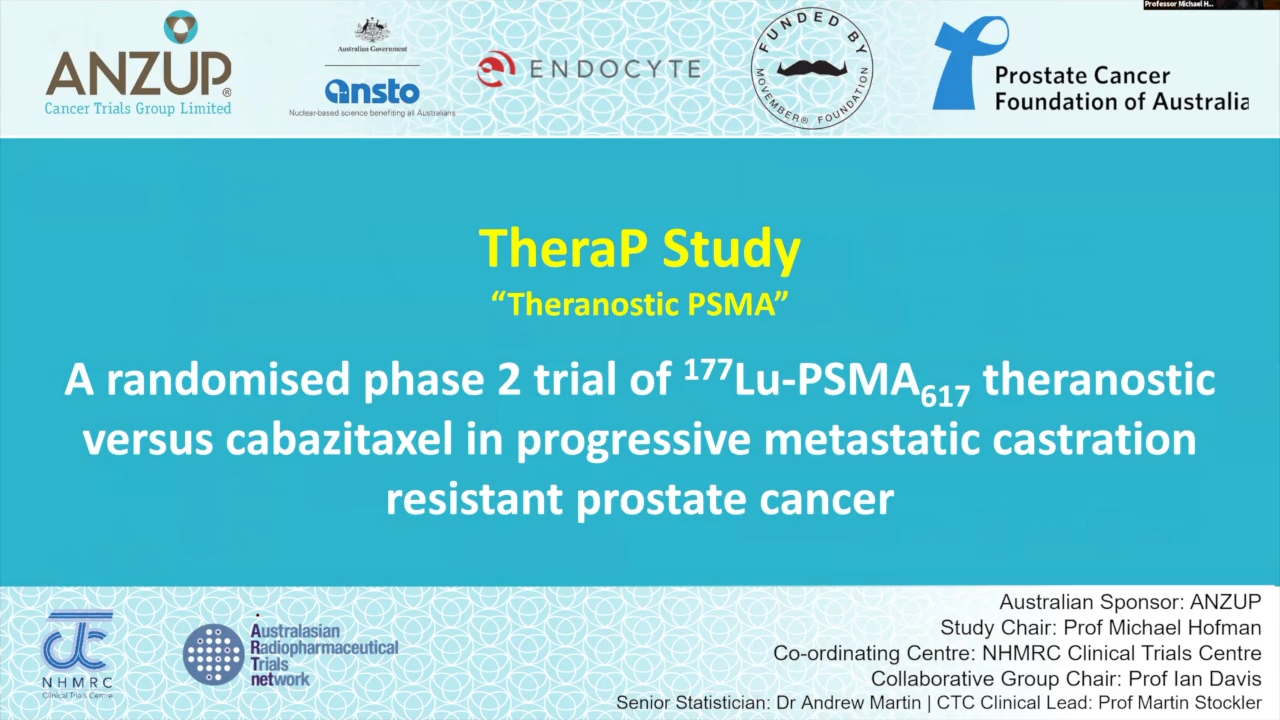 Professor Michael H...
ANZUP®
Cancer Trials Group Limited
Australian Government
ansto
Nuclear-based science benefiting all Australians
ENDOCYTE
FUNDED BY
MOVEMBER® FOUNDATION
Prostate Cancer
Foundation of Australia
TheraP Study
“Theranostic PSMA”
A randomised phase 2 trial of ¹⁷⁷Lu-PSMA₆₁₇ theranostic
versus cabazitaxel in progressive metastatic castration
resistant prostate cancer
NHMRC
Clinical Trials Centre
Australasian
Radiopharmaceutical
Trials
network
Australian Sponsor: ANZUP
Study Chair: Prof Michael Hofman
Co-ordinating Centre: NHMRC Clinical Trials Centre
Collaborative Group Chair: Prof Ian Davis
Senior Statistician: Dr Andrew Martin | CTC Clinical Lead: Prof Martin Stockler